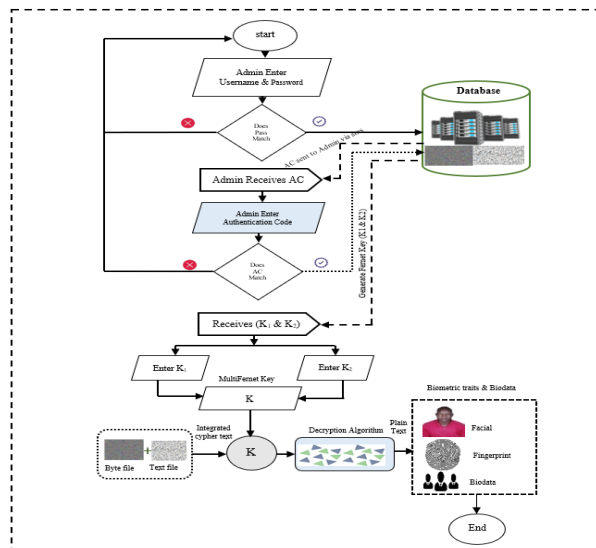 start
Admin Enter
Username & Password
Database
Does
Pass
Match
AC sent to Admin via
Admin Receives AC
Admin Enter
Authentication Code
Does
AC
Match
Generate Fernet Key (K1 & K2)
Receives (K₁ & K₂)
Enter K₁
Enter K₂
MultiFernet Key
K
Biometric traits & Biodata
Integrated
cypher text
Decryption Algorithm
Plain
Text
Facial
K
+
Byte file
Text file
Fingerprint
Biodata
End